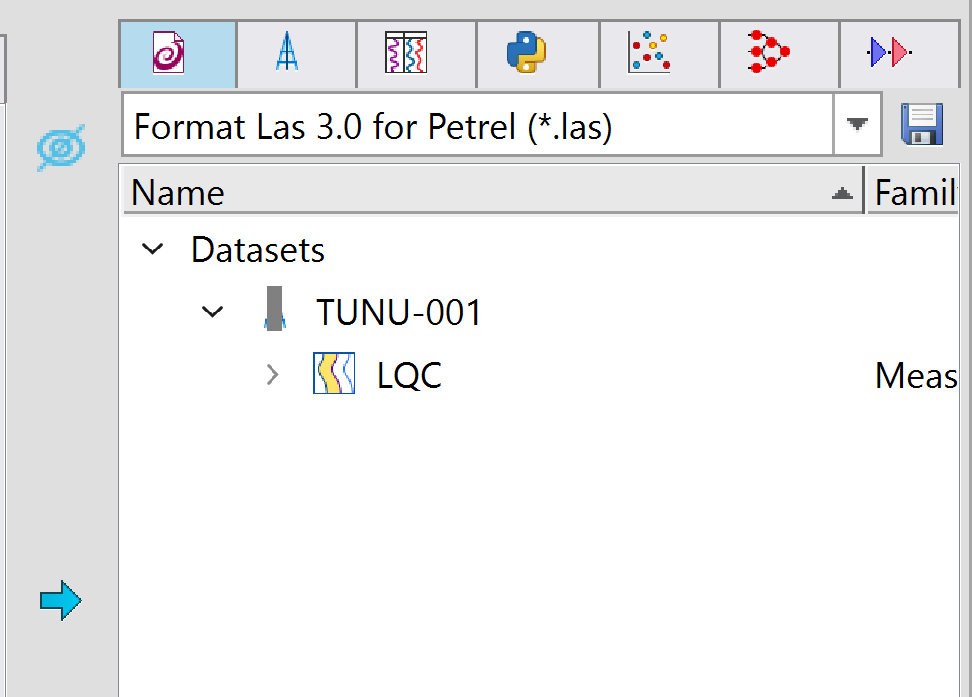 Format Las 3.0 for Petrel (*.las)
Name Famil
Datasets
TUNU-001
LQC Meas